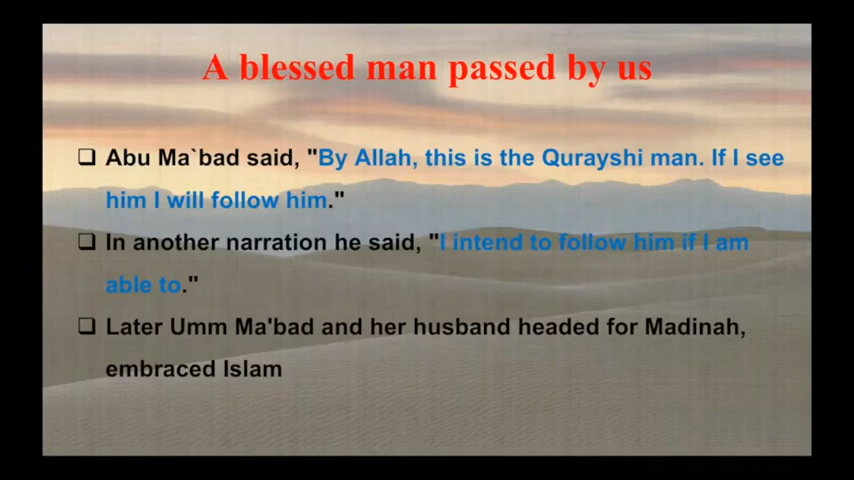 A blessed man passed by us
❑ Abu Ma`bad said, "By Allah, this is the Qurayshi man. If I see
him I will follow him."
❑ In another narration he said, "I intend to follow him if I am
able to."
❑ Later Umm Ma'bad and her husband headed for Madinah,
embraced Islam